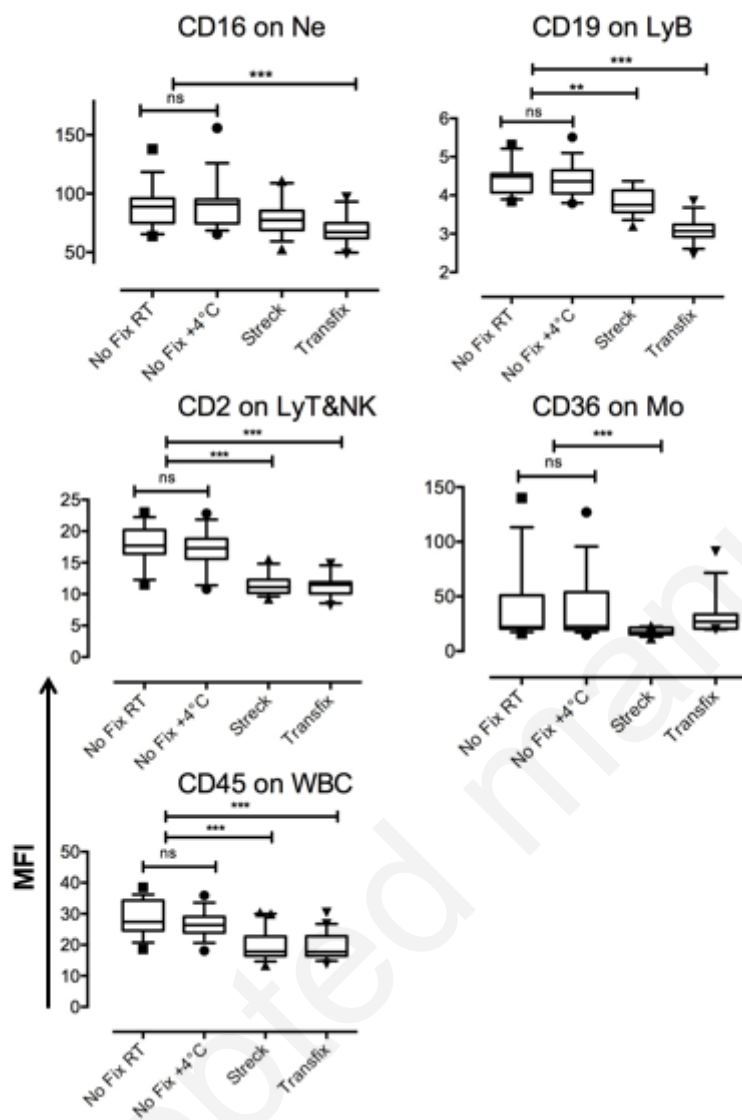 CD16 on Ne
***
ns
150
100
50
No Fix RT
No Fix +4°C
Streck
Transfix
CD19 on LyB
***
**
ns
6
5
4
3
2
No Fix RT
No Fix +4°C
Streck
Transfix
CD2 on LyT&NK
***
***
ns
25
20
15
10
5
0
No Fix RT
No Fix +4°C
Streck
Transfix
CD36 on Mo
***
ns
150
100
50
0
No Fix RT
No Fix +4°C
Streck
Transfix
CD45 on WBC
***
***
ns
50
40
30
20
10
0
No Fix RT
No Fix +4°C
Streck
Transfix
MFI